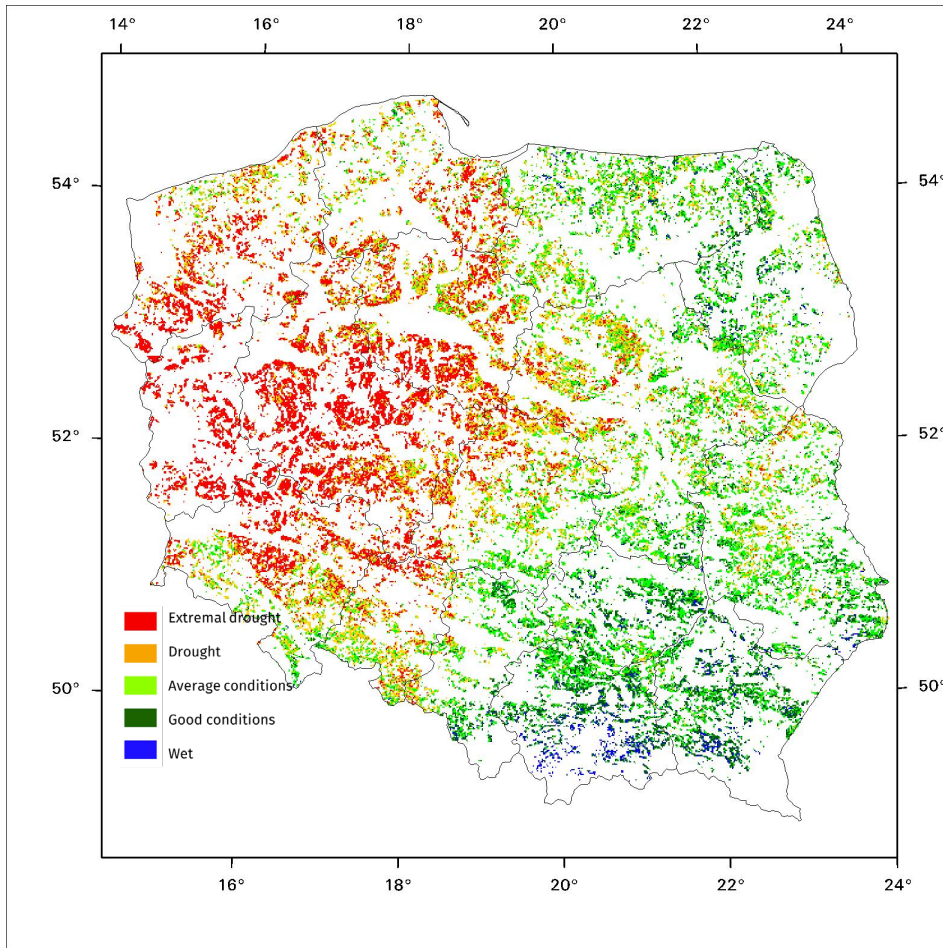 14° 16° 18° 20° 22° 24°
54° 54°
52° 52°
50° 50°
Extremal drought
Drought
Average conditions
Good conditions
Wet
16° 18° 20° 22° 24°